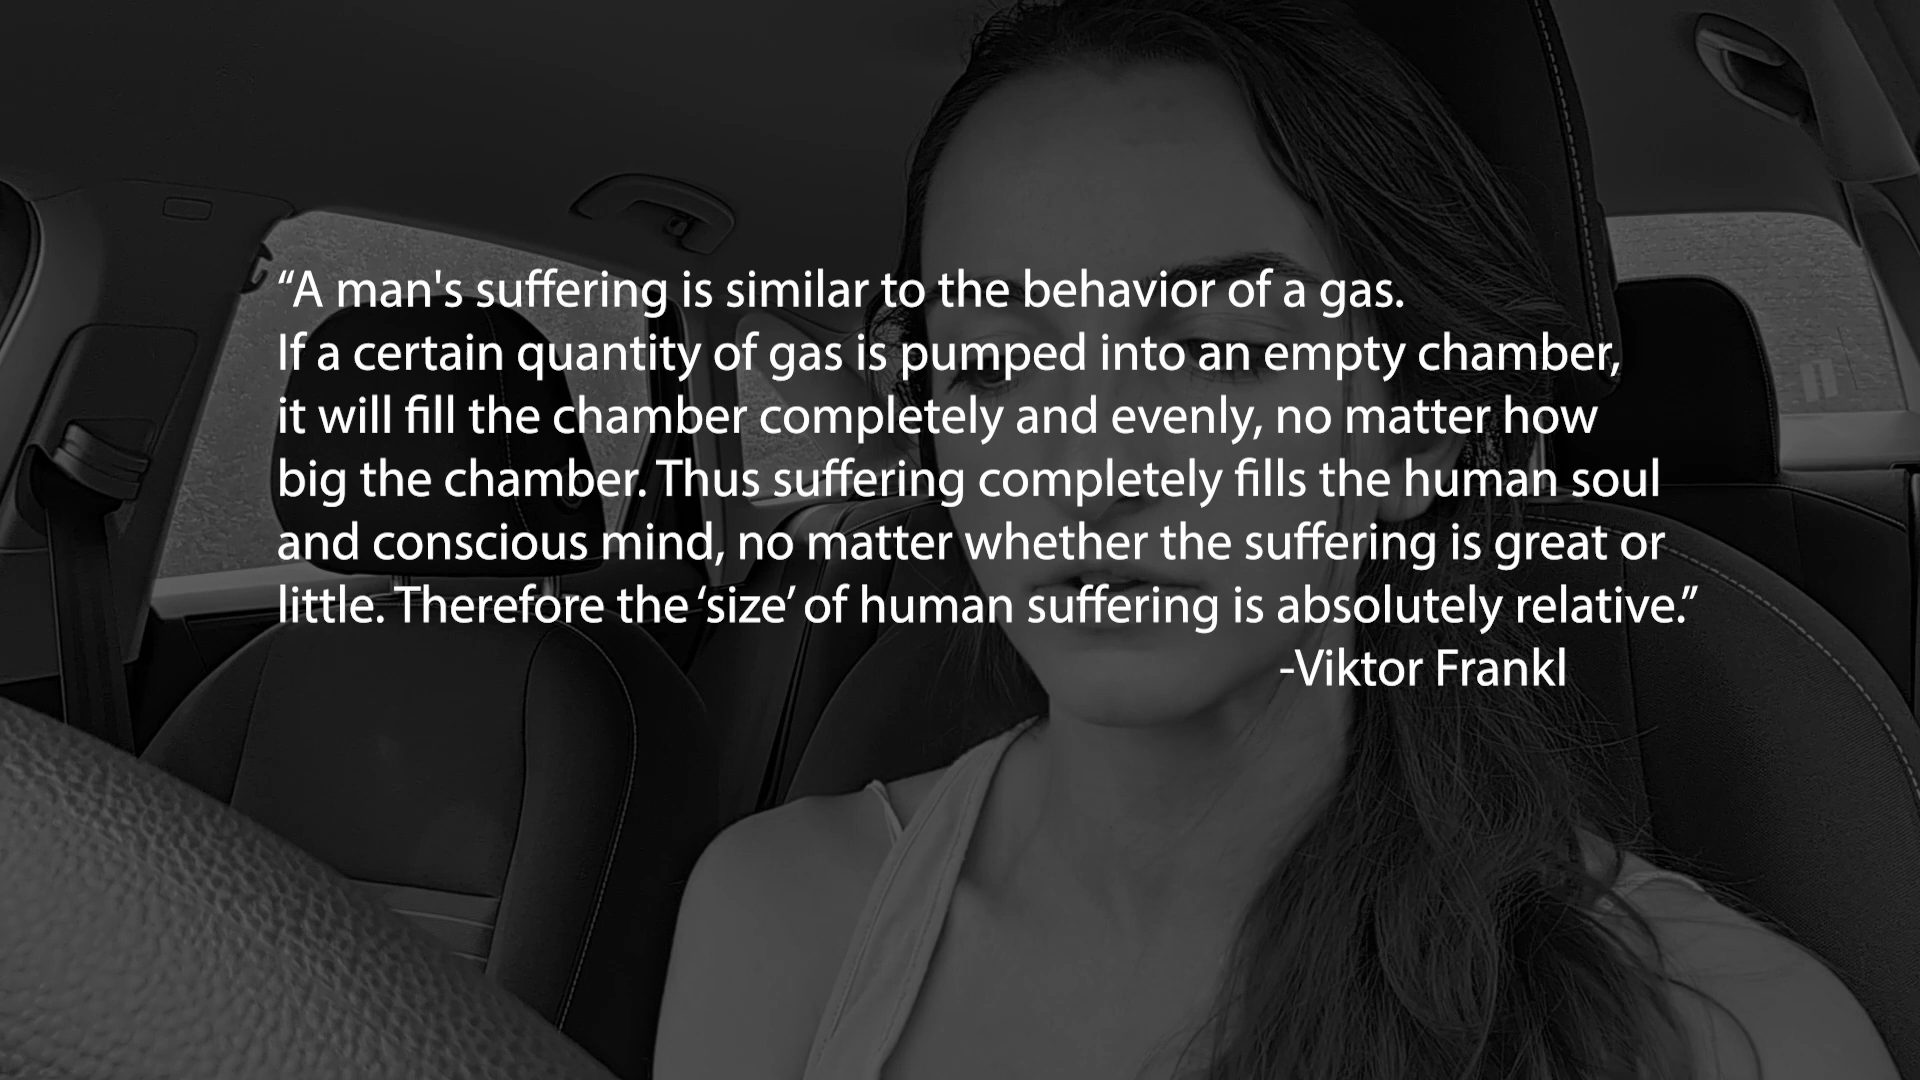 “A man's suffering is similar to the behavior of a gas.
If a certain quantity of gas is pumped into an empty chamber,
it will fill the chamber completely and evenly, no matter how
big the chamber. Thus suffering completely fills the human soul
and conscious mind, no matter whether the suffering is great or
little. Therefore the ‘size’ of human suffering is absolutely relative.”
-Viktor Frankl